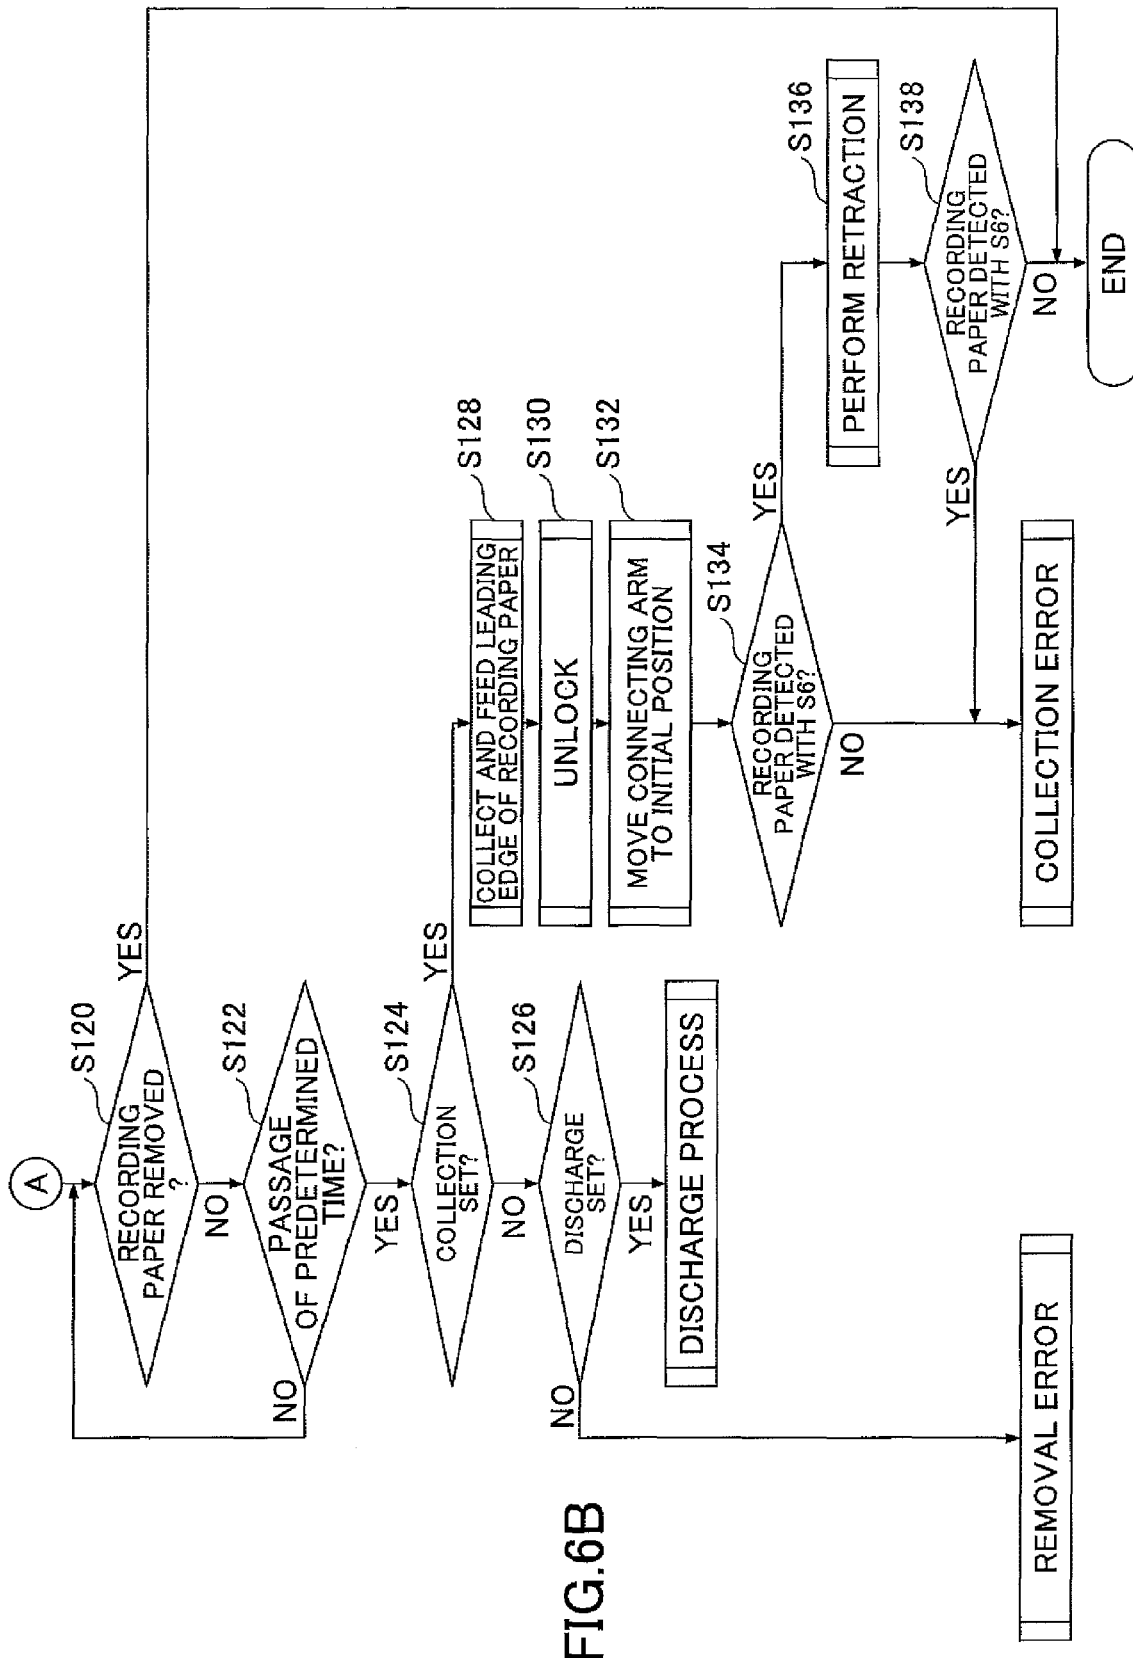 A
S120
RECORDING
PAPER REMOVED
?
YES
NO
S122
PASSAGE
OF PREDETERMINED
TIME?
NO
YES
S124
COLLECTION
SET?
YES
NO
S126
DISCHARGE
SET?
NO
YES
DISCHARGE PROCESS
REMOVAL ERROR
S128
COLLECT AND FEED LEADING
EDGE OF RECORDING PAPER
S130
UNLOCK
S132
MOVE CONNECTING ARM
TO INITIAL POSITION
S134
RECORDING
PAPER DETECTED
WITH S6?
YES
NO
COLLECTION ERROR
S136
PERFORM RETRACTION
S138
RECORDING
PAPER DETECTED
WITH S6?
YES
NO
END
FIG.6B